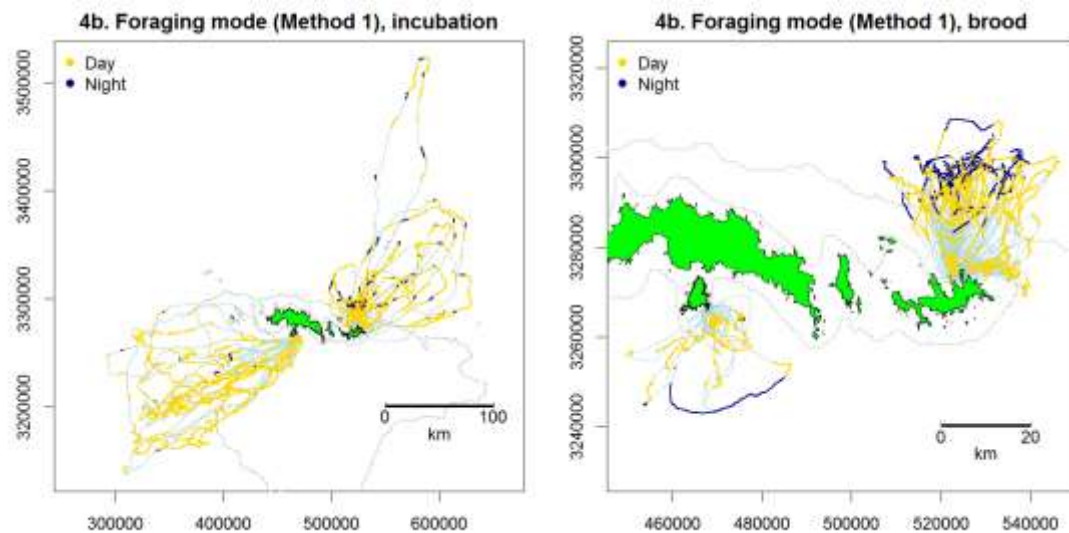 4b. Foraging mode (Method 1), incubation
Day
Night
3500000
3400000
3300000
3200000
0 100
km
300000 400000 500000 600000
4b. Foraging mode (Method 1), brood
Day
Night
3320000
3300000
3280000
3260000
3240000
0 20
km
460000 480000 500000 520000 540000